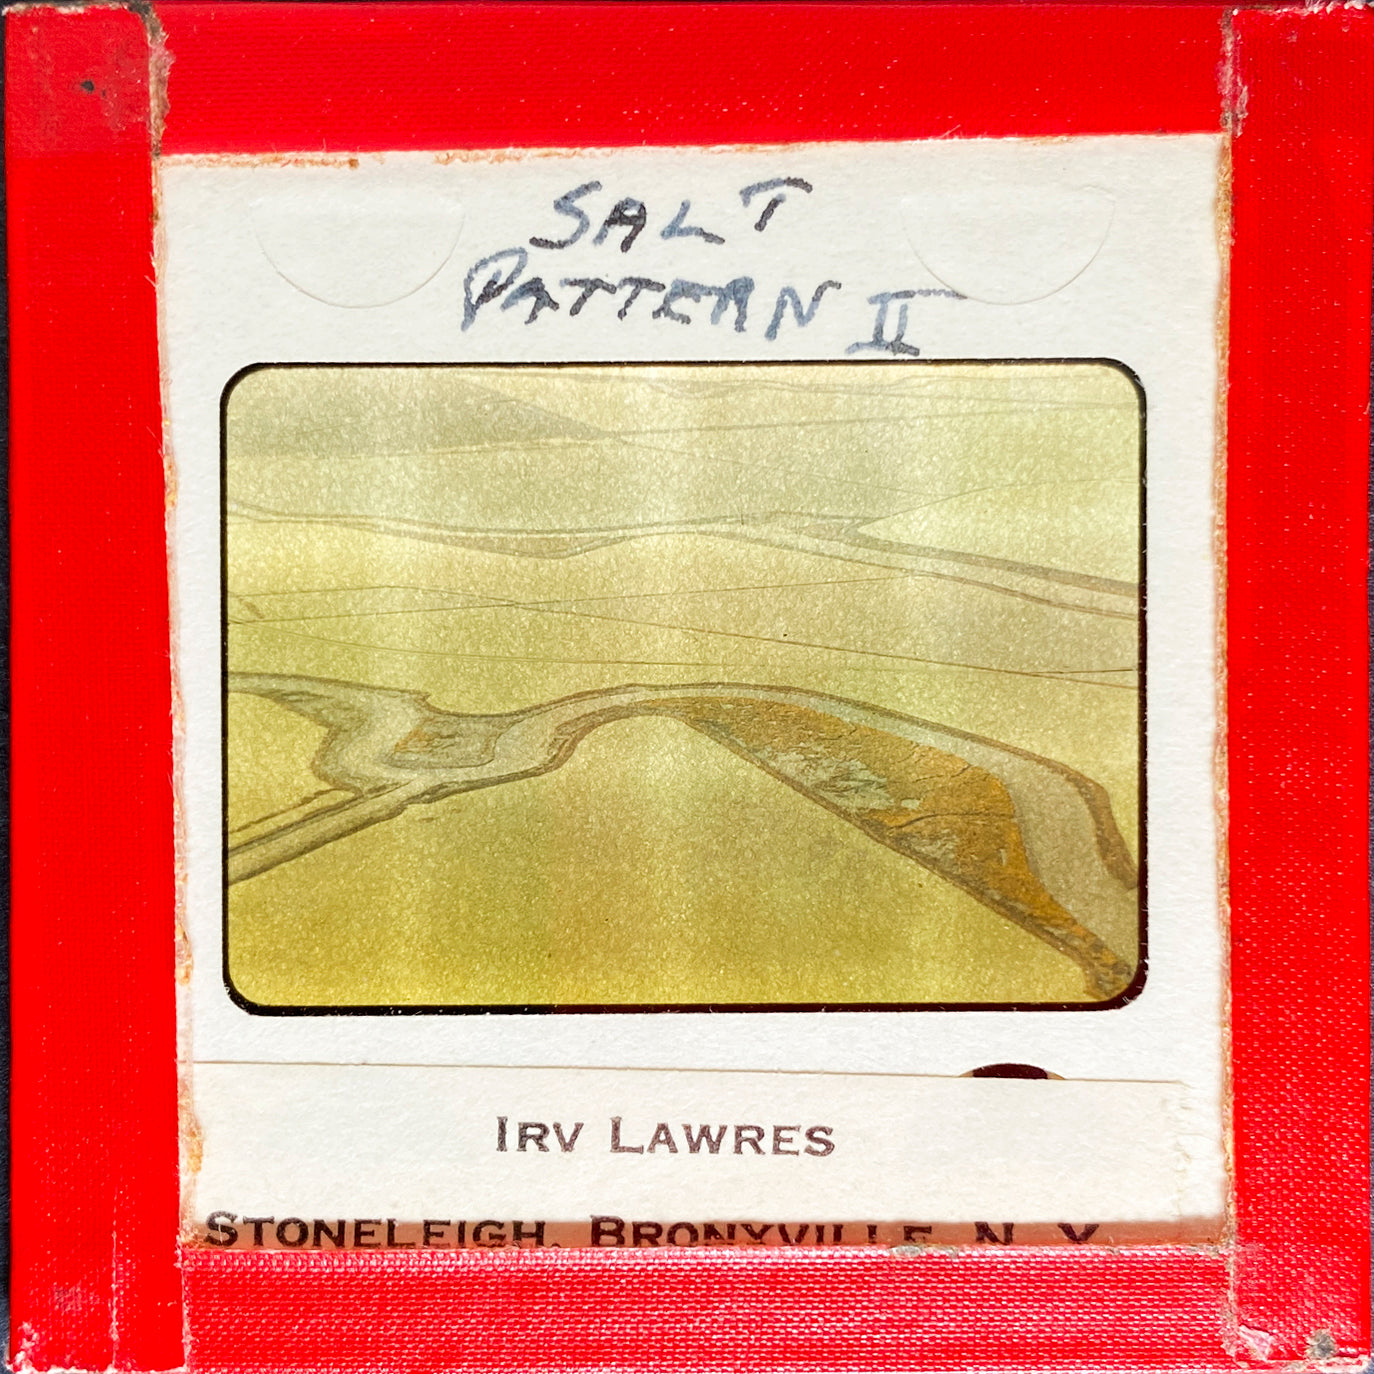 SALT
PATTERN II
IRV LAWRES
STONELEIGH, BRONXVILLE, N. Y.